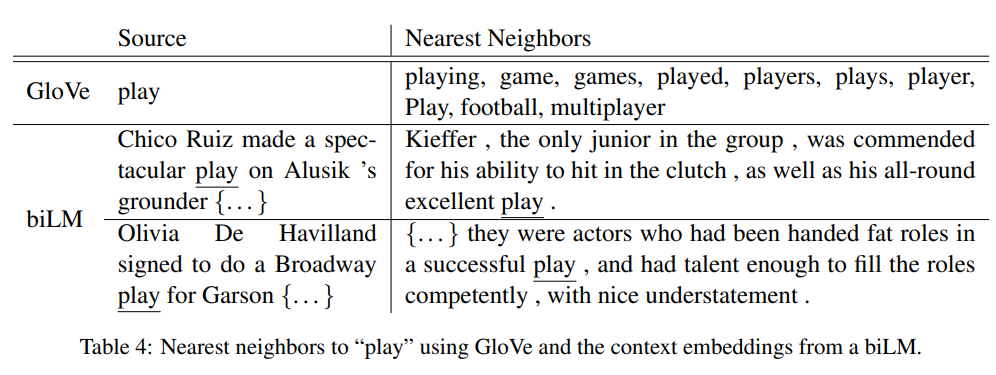 Source Nearest Neighbors
GloVe play playing, game, games, played, players, plays, player,
Play, football, multiplayer
biLM
Chico Ruiz made a spec-
tacular play on Alusik 's
grounder {...}
Kieffer , the only junior in the group , was commended
for his ability to hit in the clutch , as well as his all-round
excellent play .
Olivia De Havilland
signed to do a Broadway
play for Garson {...}
{...} they were actors who had been handed fat roles in
a successful play , and had talent enough to fill the roles
competently , with nice understatement .
Table 4: Nearest neighbors to “play” using GloVe and the context embeddings from a biLM.